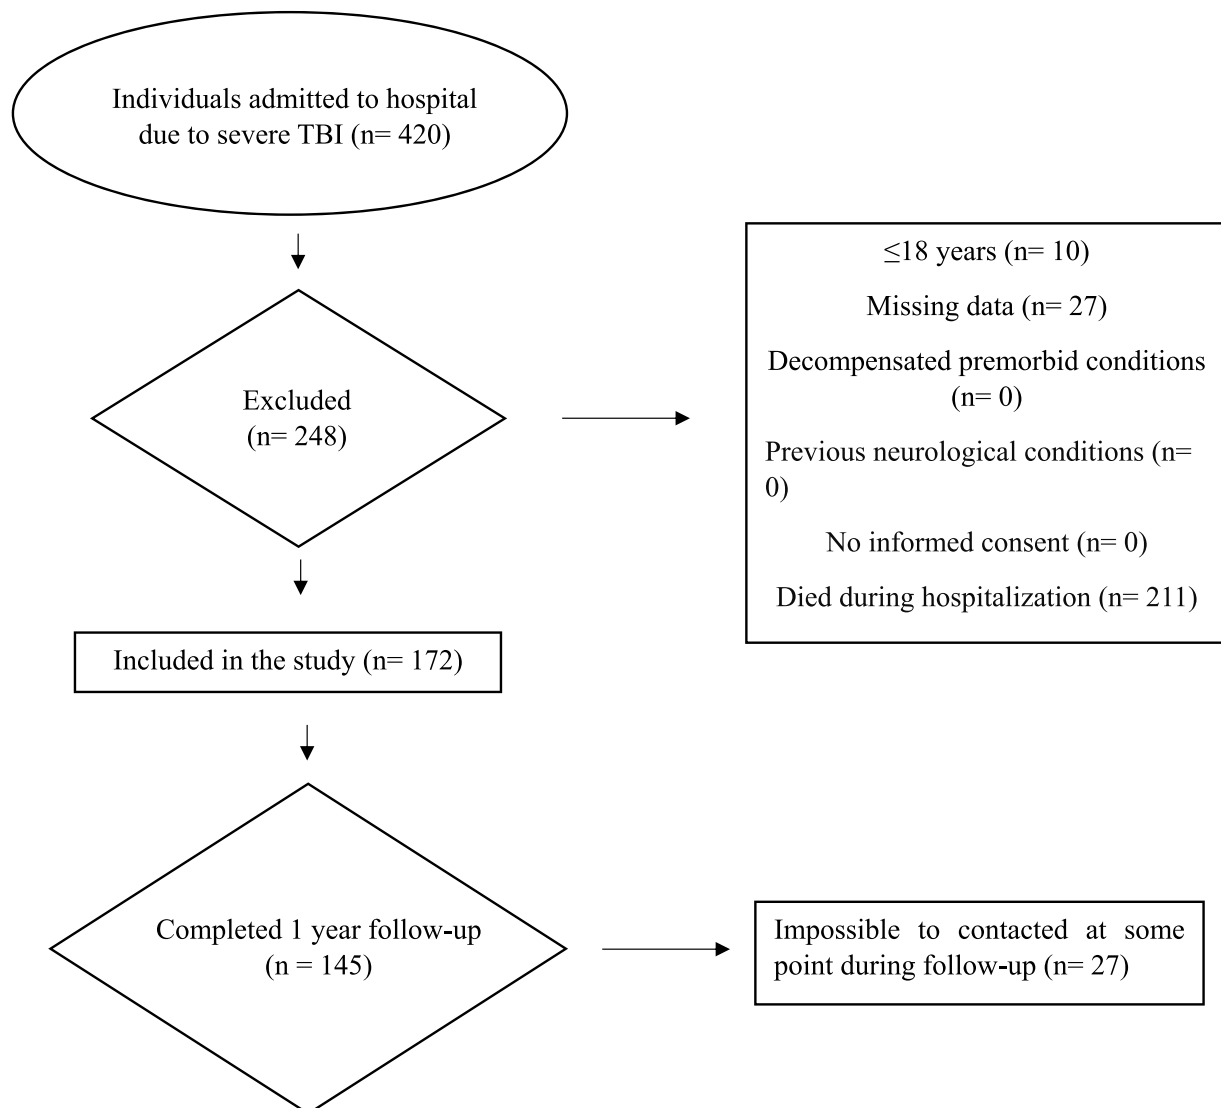 Individuals admitted to hospital
due to severe TBI (n= 420)
Excluded
(n= 248)
≤18 years (n= 10)
Missing data (n= 27)
Decompensated premorbid conditions
(n= 0)
Previous neurological conditions (n=
0)
No informed consent (n= 0)
Died during hospitalization (n= 211)
Included in the study (n= 172)
Completed 1 year follow-up
(n = 145)
Impossible to contacted at some
point during follow-up (n= 27)